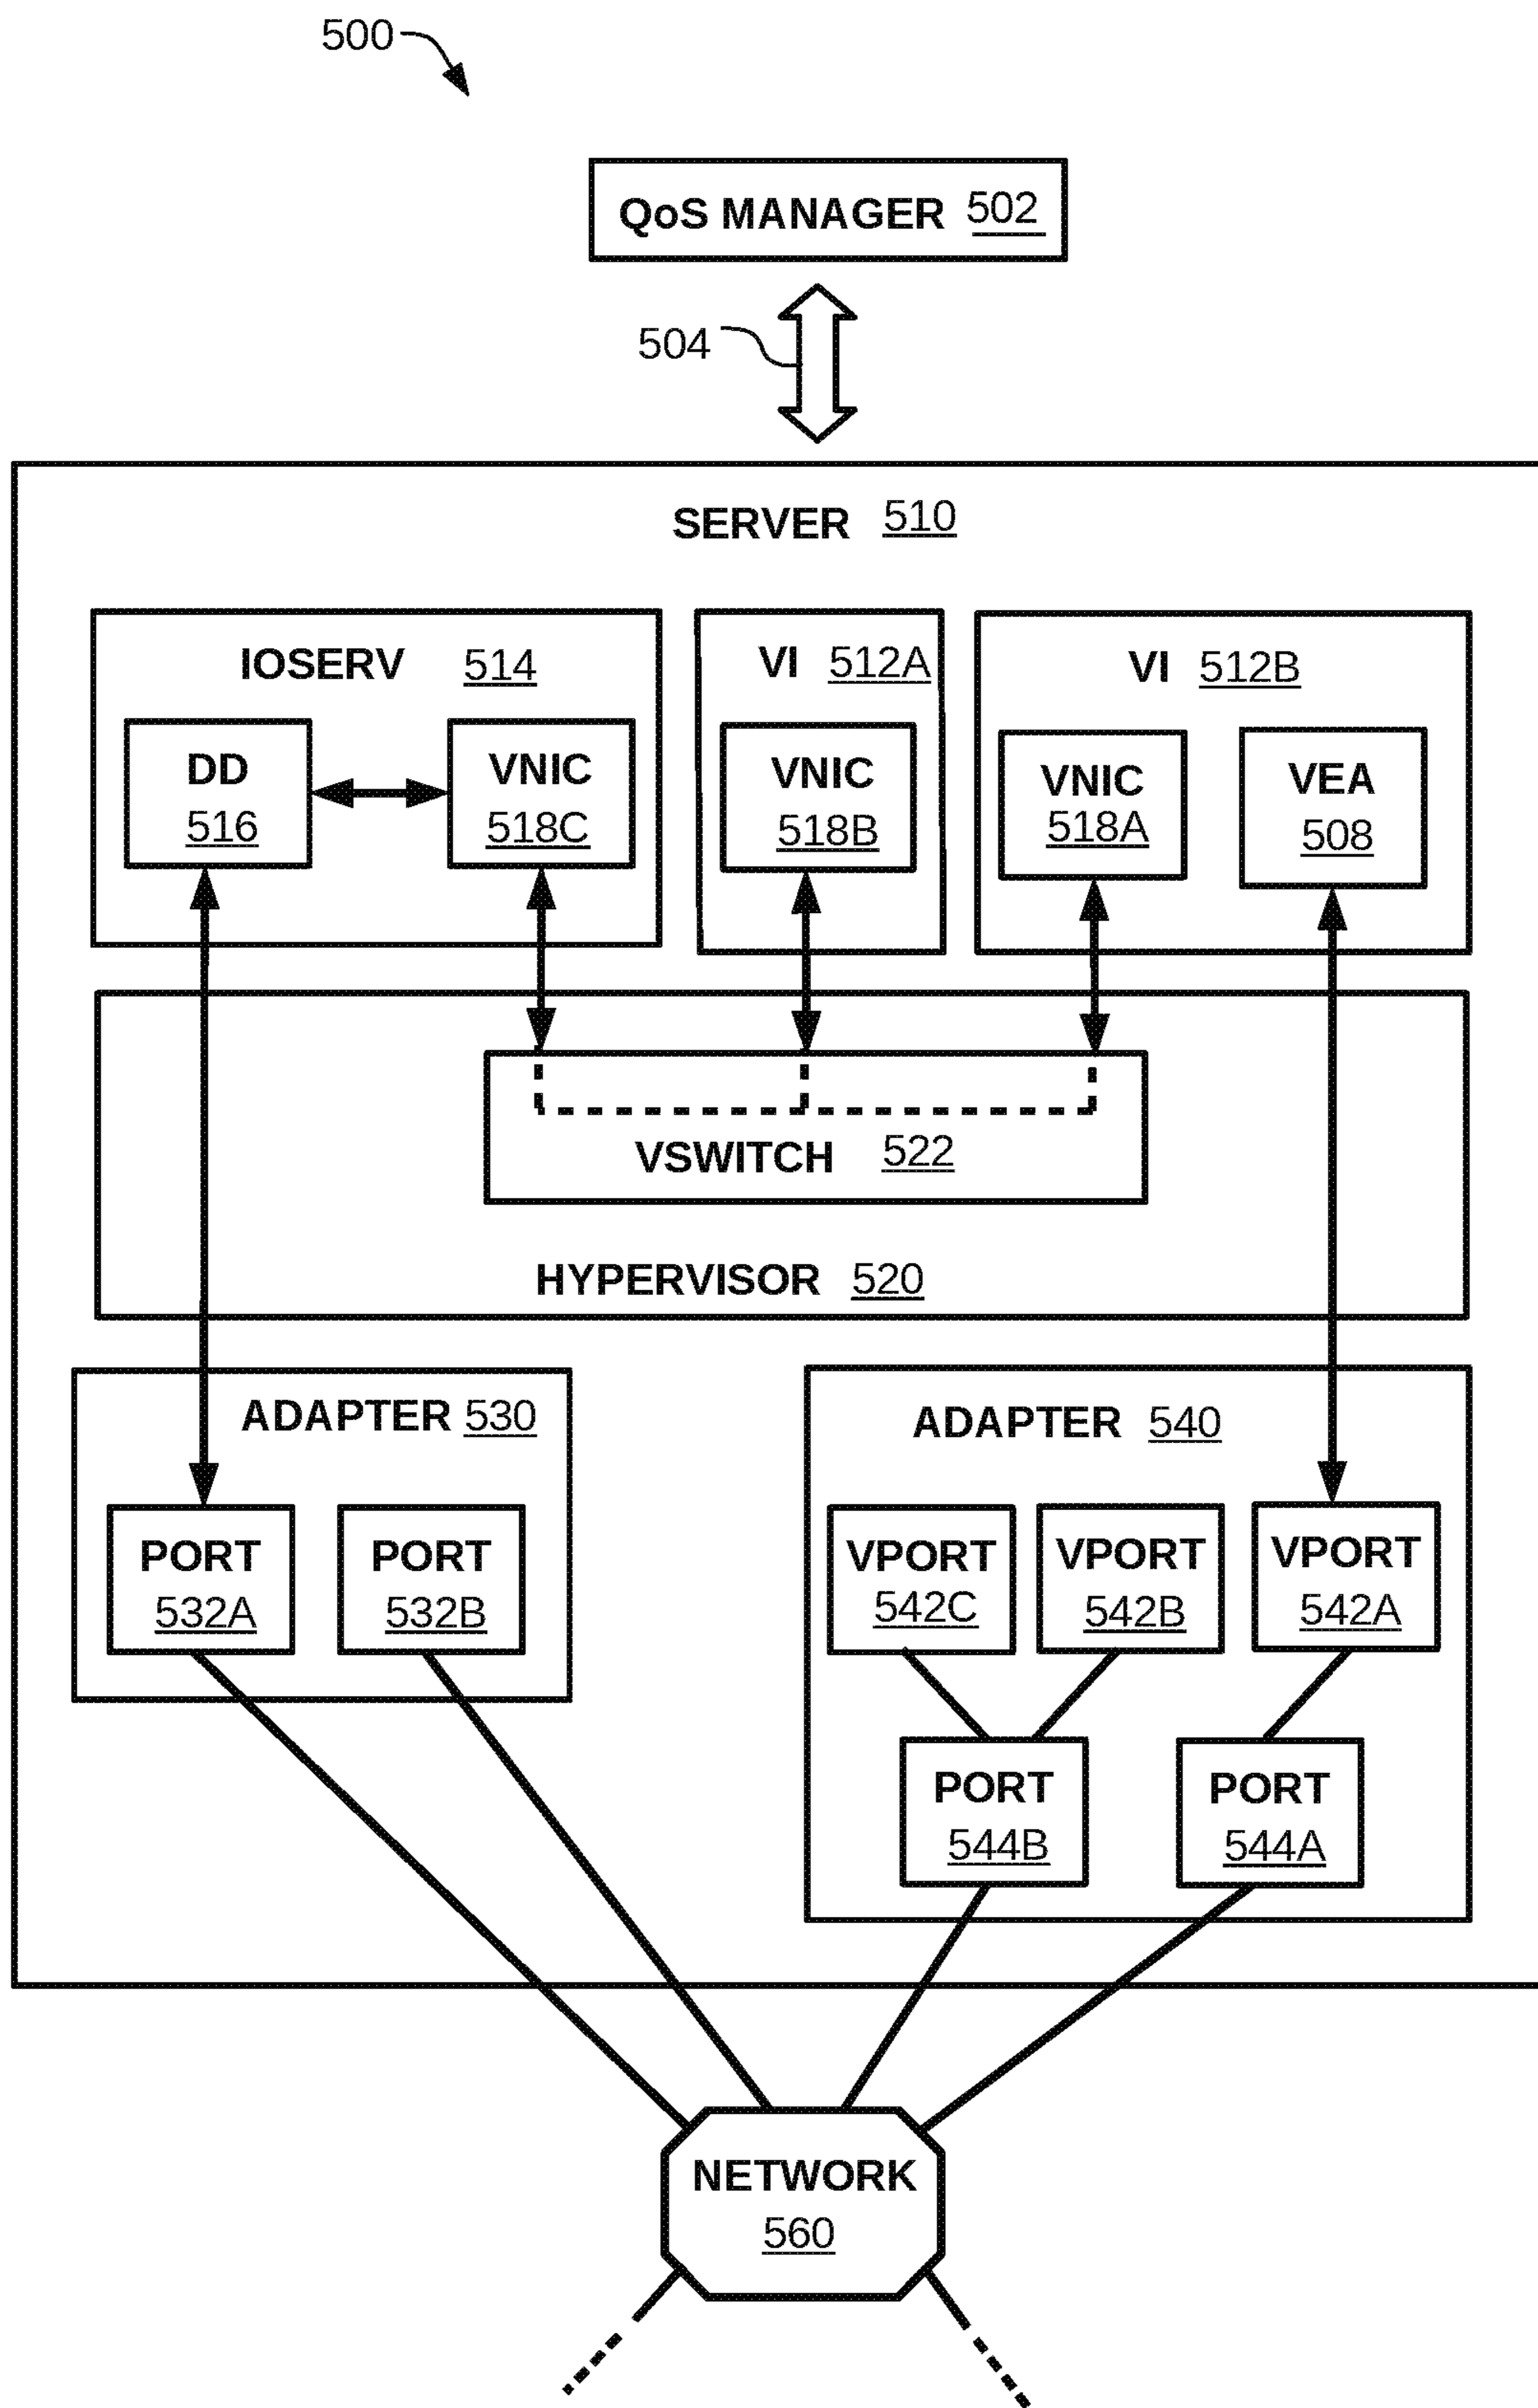 500
QoS MANAGER 502
504
SERVER 510
IOSERV 514
VI 512A
VI 512B
DD
516
VNIC
518C
VNIC
518B
VNIC
518A
VEA
508
VSWITCH 522
HYPERVISOR 520
ADAPTER 530
ADAPTER 540
PORT
532A
PORT
532B
VPORT
542C
VPORT
542B
VPORT
542A
PORT
544B
PORT
544A
NETWORK
560